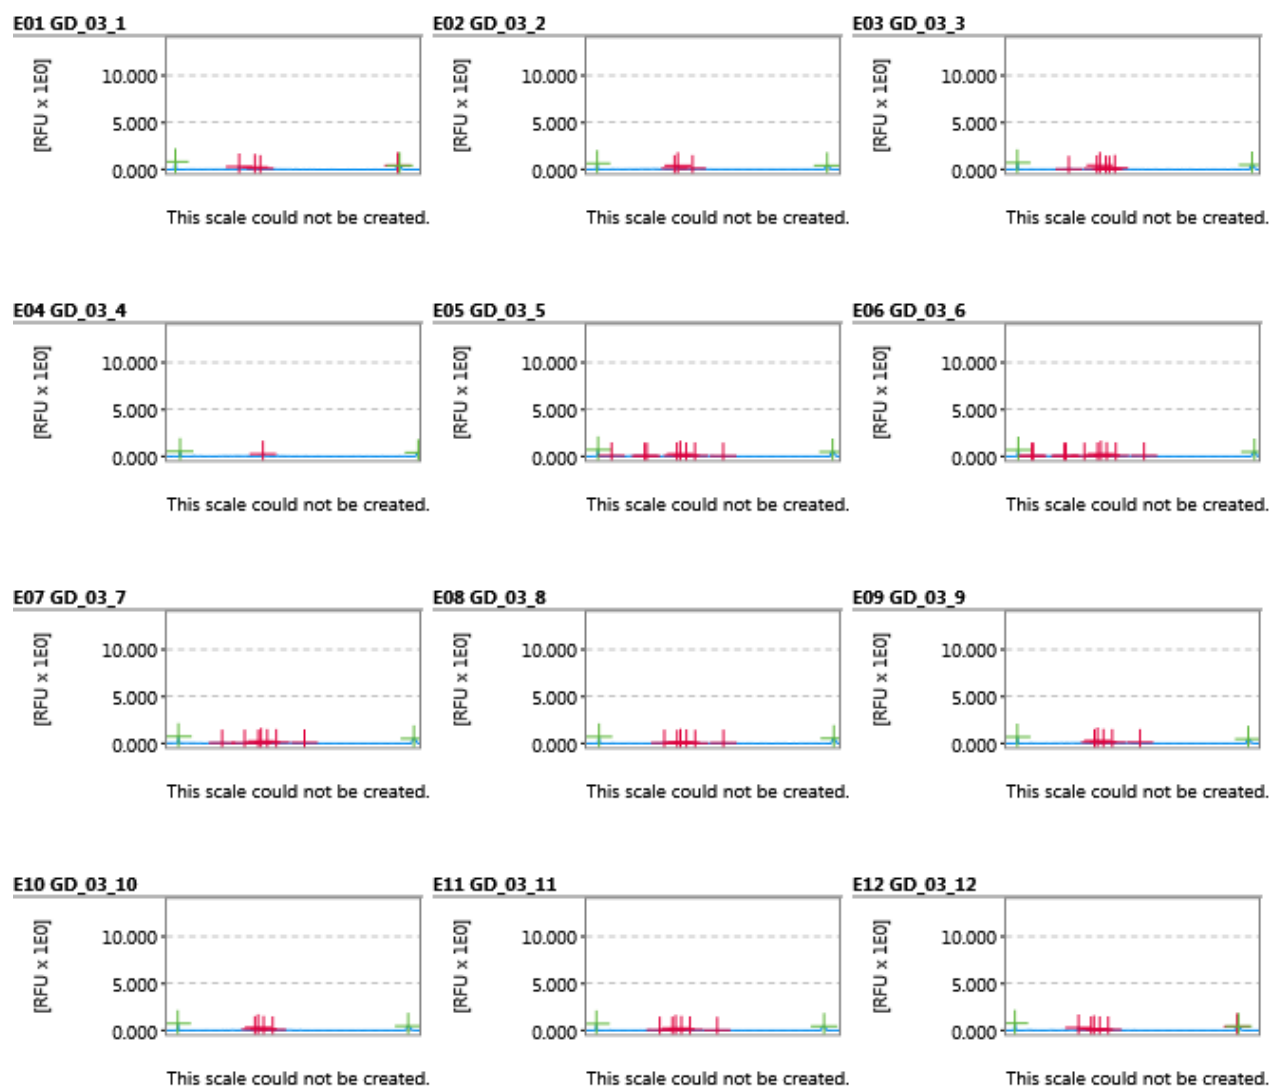 E01 GD_03_1
E02 GD_03_2
E03 GD_03_3
[RFU x 1E0]
10.000
5.000
0.000
[RFU x 1E0]
10.000
5.000
0.000
[RFU x 1E0]
10.000
5.000
0.000
This scale could not be created.
This scale could not be created.
This scale could not be created.
E04 GD_03_4
E05 GD_03_5
E06 GD_03_6
[RFU x 1E0]
10.000
5.000
0.000
[RFU x 1E0]
10.000
5.000
0.000
[RFU x 1E0]
10.000
5.000
0.000
This scale could not be created.
This scale could not be created.
This scale could not be created.
E07 GD_03_7
E08 GD_03_8
E09 GD_03_9
[RFU x 1E0]
10.000
5.000
0.000
[RFU x 1E0]
10.000
5.000
0.000
[RFU x 1E0]
10.000
5.000
0.000
This scale could not be created.
This scale could not be created.
This scale could not be created.
E10 GD_03_10
E11 GD_03_11
E12 GD_03_12
[RFU x 1E0]
10.000
5.000
0.000
[RFU x 1E0]
10.000
5.000
0.000
[RFU x 1E0]
10.000
5.000
0.000
This scale could not be created.
This scale could not be created.
This scale could not be created.